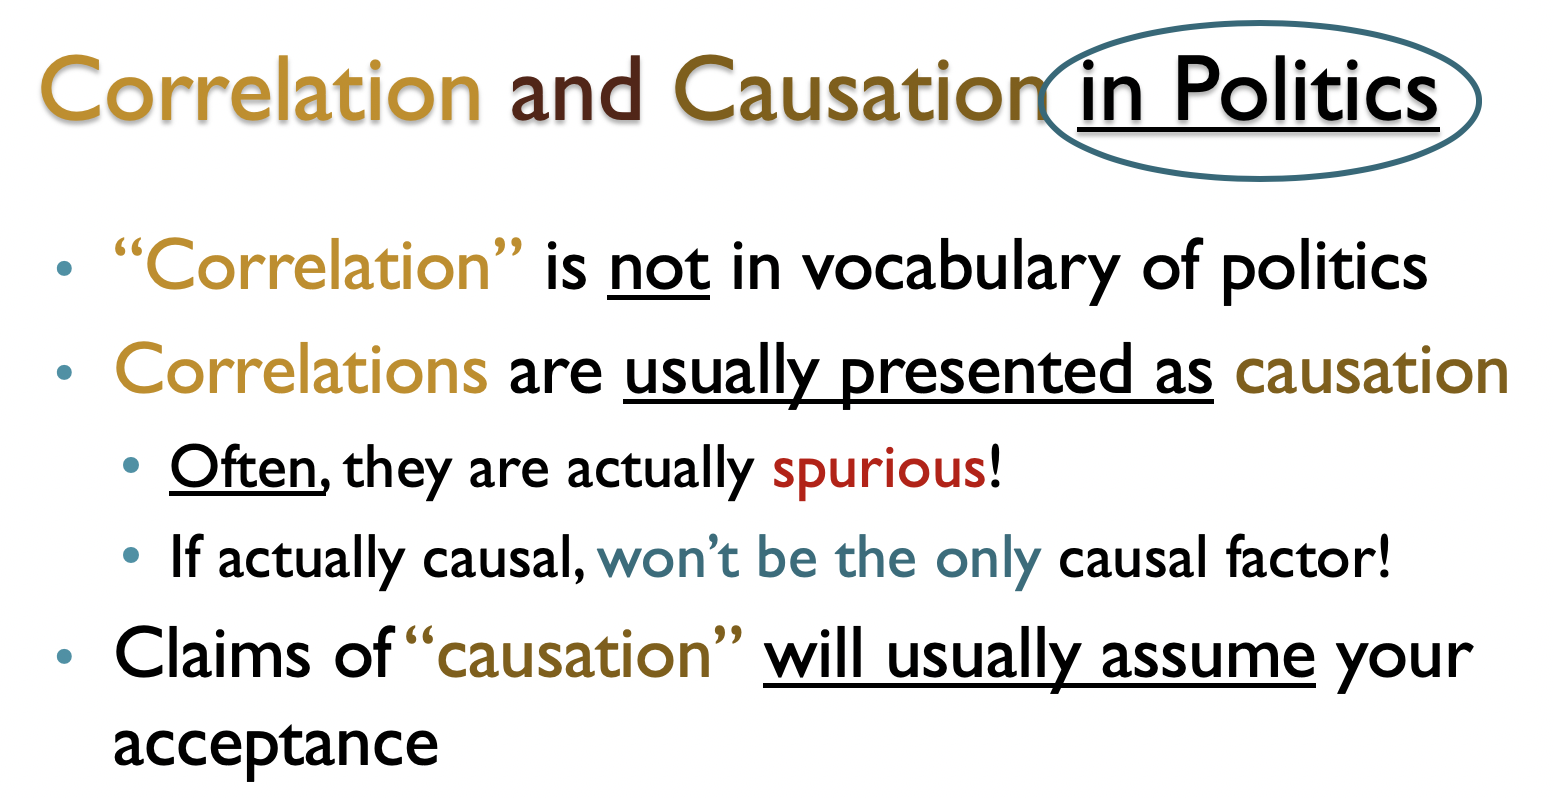 Correlation and Causation in Politics
• “Correlation” is not in vocabulary of politics
• Correlations are usually presented as causation
• Often, they are actually spurious!
• If actually causal, won’t be the only causal factor!
• Claims of “causation” will usually assume your
acceptance